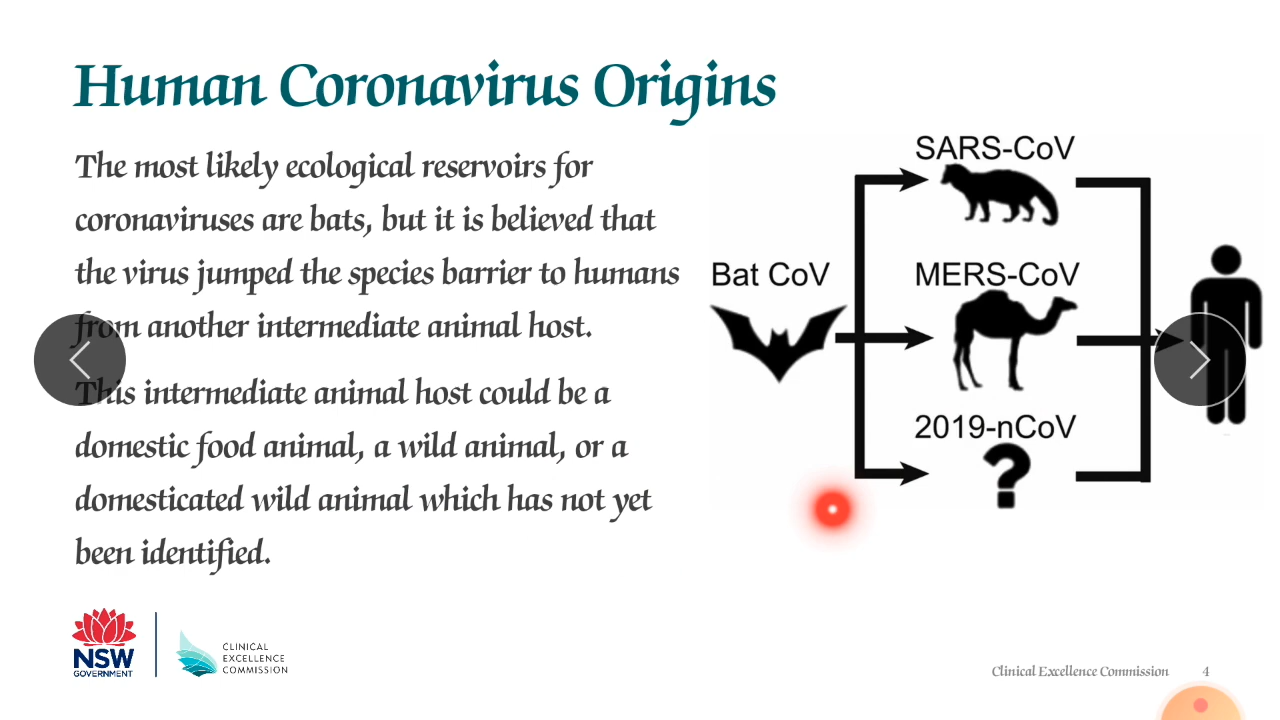 Human Coronavirus Origins
The most likely ecological reservoirs for
coronaviruses are bats, but it is believed that
the virus jumped the species barrier to humans
from another intermediate animal host.
This intermediate animal host could be a
domestic food animal, a wild animal, or a
domesticated wild animal which has not yet
been identified.
SARS-CoV
Bat CoV
MERS-CoV
2019-nCoV
?
NSW
GOVERNMENT
CLINICAL
EXCELLENCE
COMMISSION
Clinical Excellence Commission 4